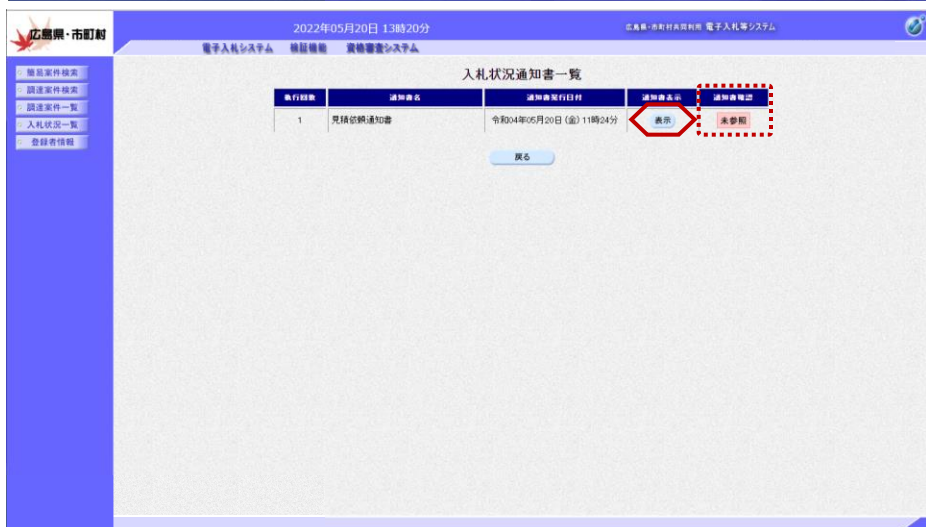 広島県・市町村
2022年05月20日 13時20分
広島県・市町村共同利用 電子入札等システム
電子入札システム 検証機能 資格審査システム
簡易案件検索
調達案件検索
調達案件一覧
入札状況一覧
登録者情報
入札状況通知書一覧
執行回数 通知書名 通知書発行日付 通知書表示 通知書確認
1 見積依頼通知書 令和04年05月20日 (金) 11時24分 表示 未参照
戻る